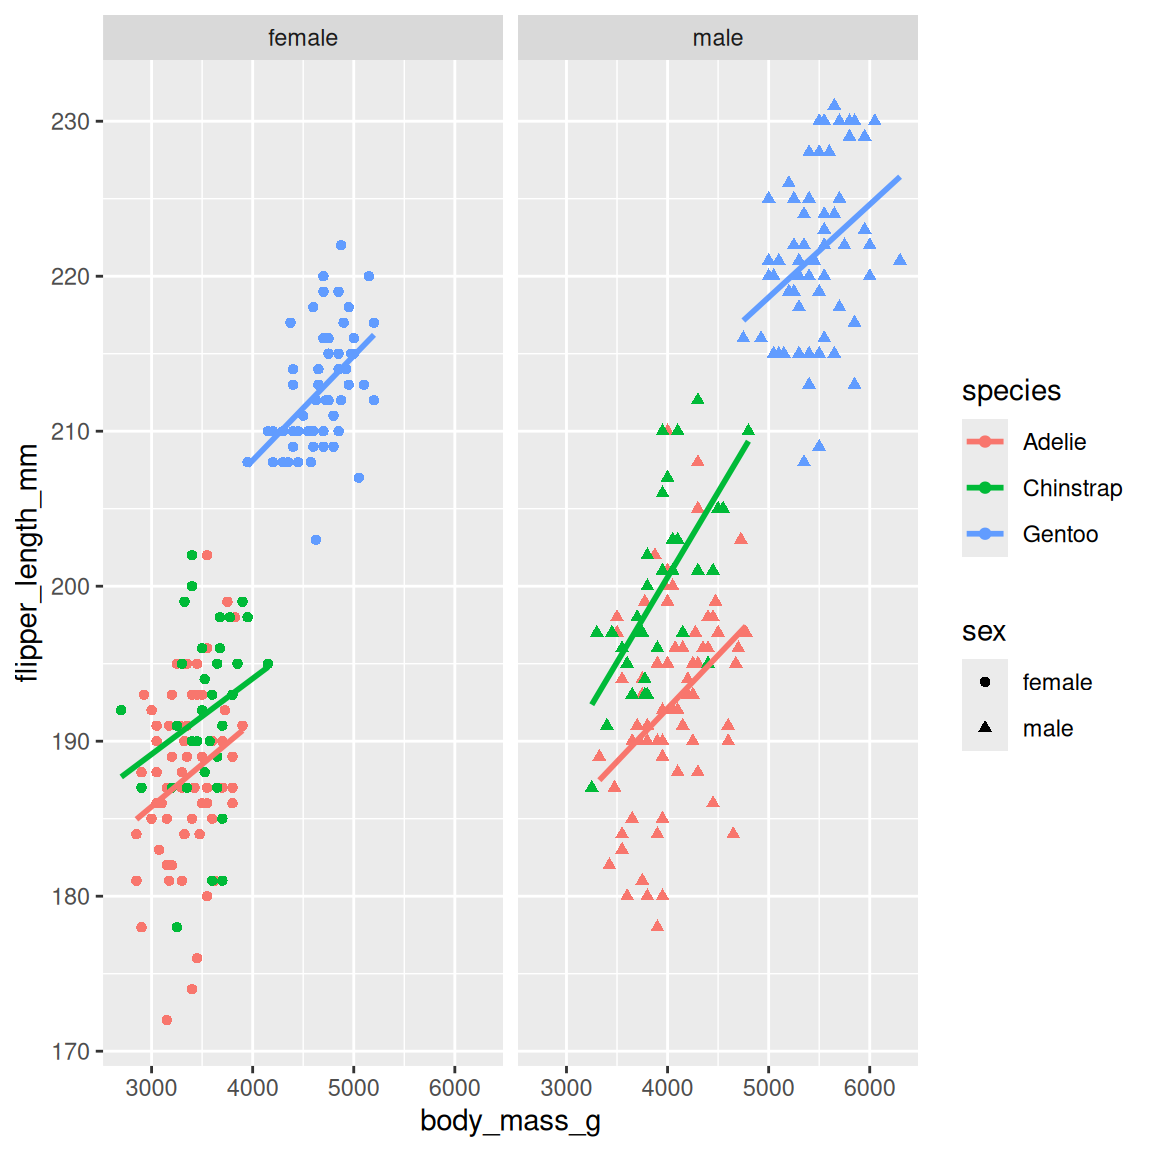 female
male
230
220
210
200
190
180
170
flipper_length_mm
3000 4000 5000 6000
3000 4000 5000 6000
body_mass_g
species
Adelie
Chinstrap
Gentoo
sex
female
male